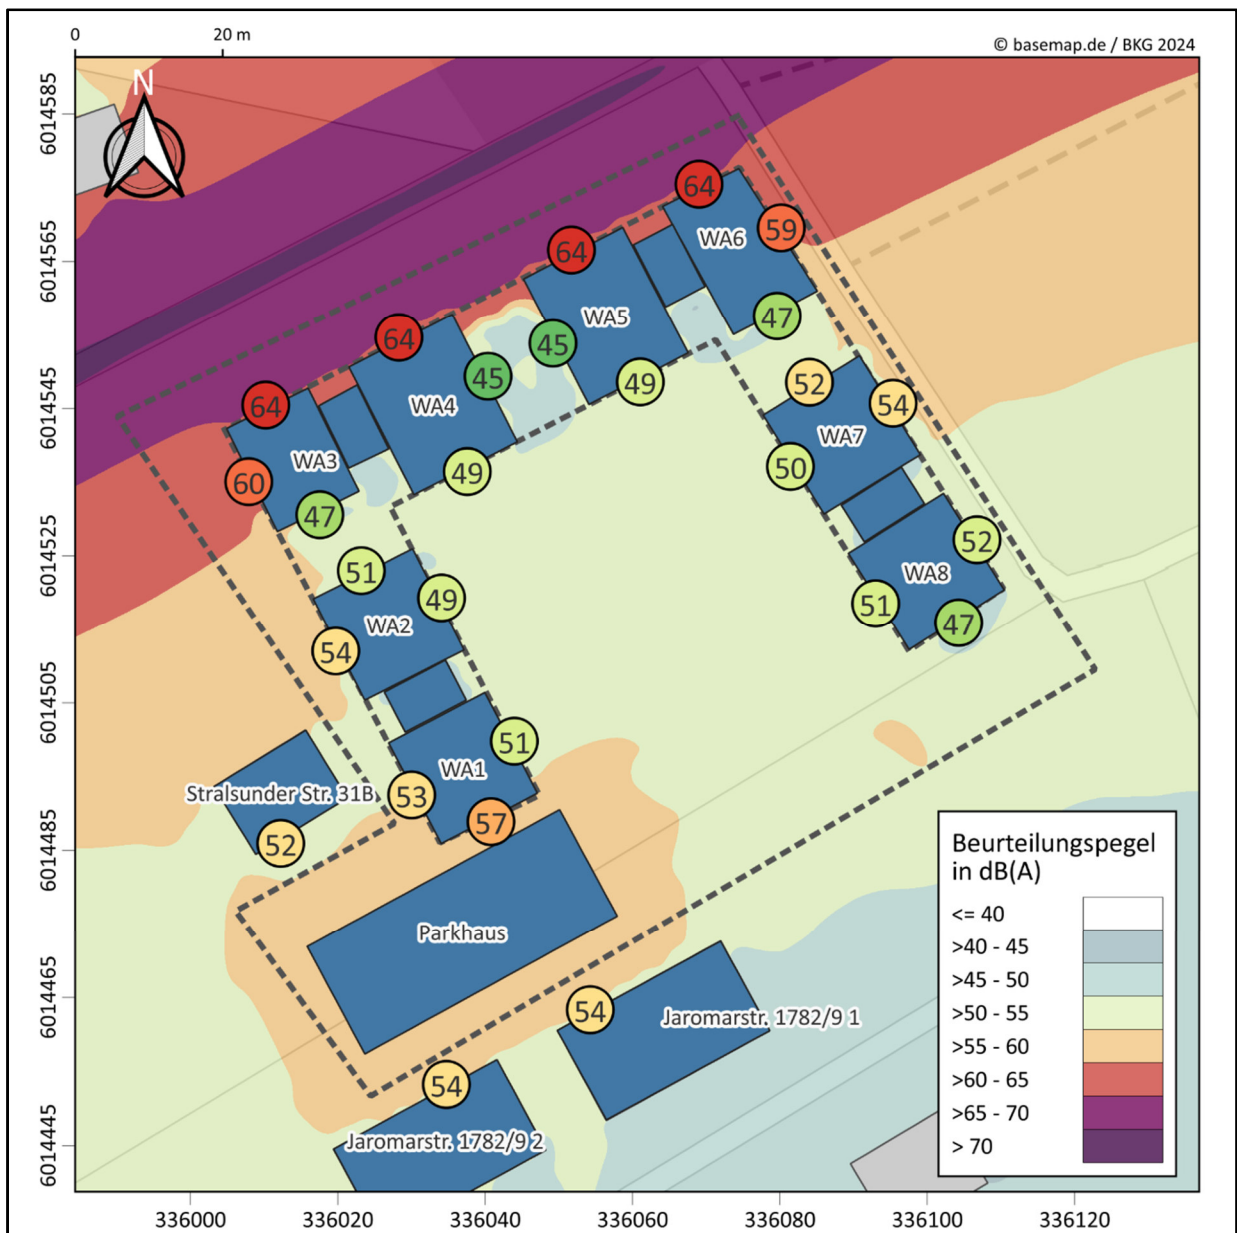 0
20 m
© basemap.de / BKG 2024
N
6014585
6014565
6014545
6014525
6014505
6014485
6014465
6014445
64
WA6
59
64
47
WA5
64
45
45
49
52
64
WA4
54
WA7
WA3
50
49
60
47
52
51
WA8
49
51
WA2
47
54
51
WA1
Stralsunder Str. 31B
53
57
52
Parkhaus
54
Jaromarstr. 1782/9 1
54
Jaromarstr. 1782/9 2
Beurteilungspegel
in dB(A)
<= 40
>40 - 45
>45 - 50
>50 - 55
>55 - 60
>60 - 65
>65 - 70
> 70
336000
336020
336040
336060
336080
336100
336120